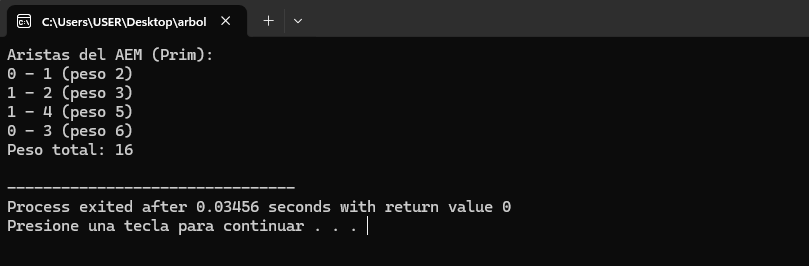 C:\Users\USER\Desktop\arbol
Aristas del AEM (Prim):
0 - 1 (peso 2)
1 - 2 (peso 3)
1 - 4 (peso 5)
0 - 3 (peso 6)
Peso total: 16
--------------------------------
Process exited after 0.03456 seconds with return value 0
Presione una tecla para continuar . . .